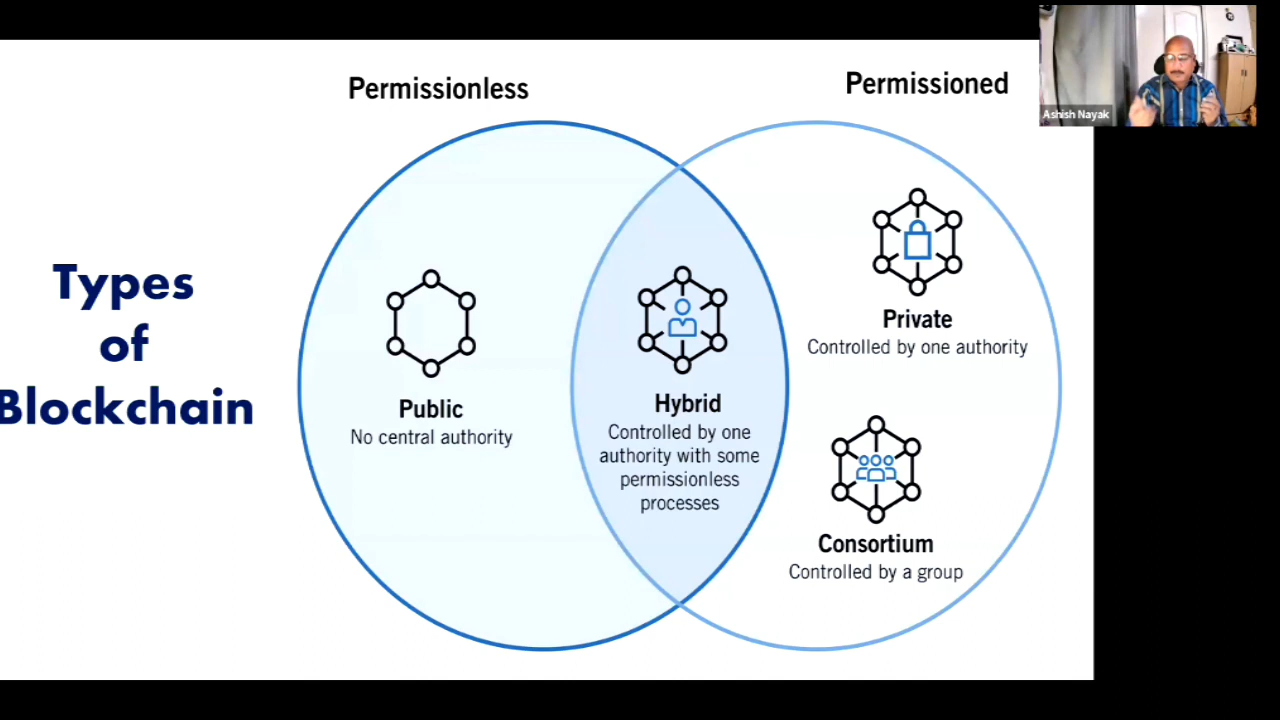 Permissionless
Permissioned
Ashish Nayak
Types
of
Blockchain
Public
No central authority
Hybrid
Controlled by one
authority with some
permissionless
processes
Private
Controlled by one authority
Consortium
Controlled by a group